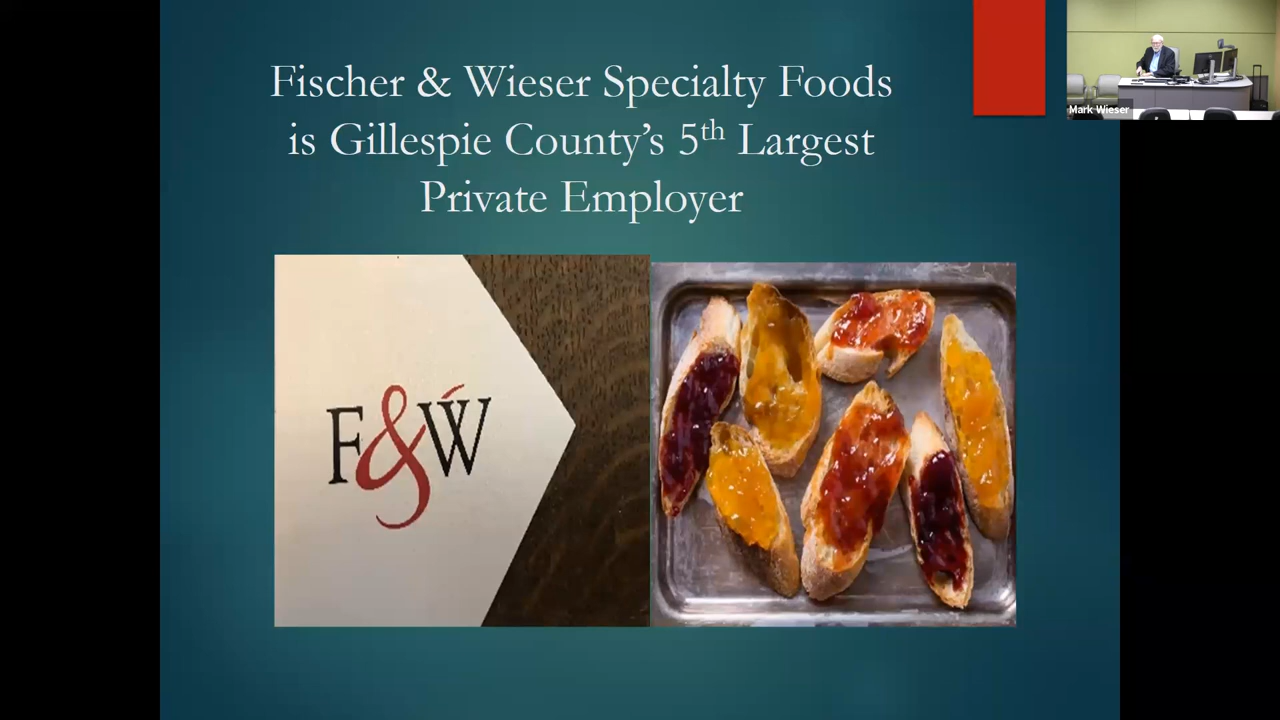 Fischer & Wieser Specialty Foods
is Gillespie County's 5th Largest
Private Employer
Mark Wieser
F&W